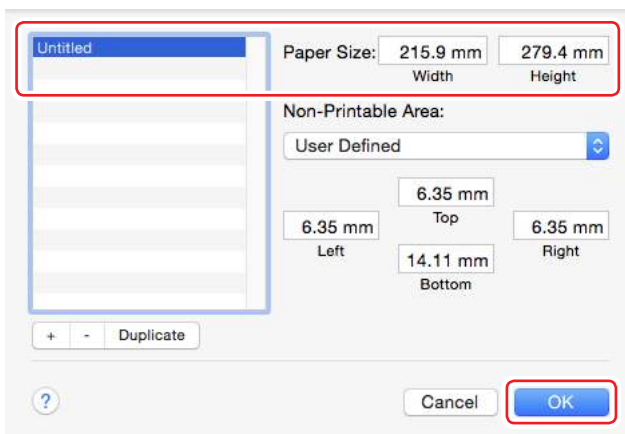 Untitled
Paper Size: 215.9 mm 279.4 mm
Width Height
Non-Printable Area:
User Defined
6.35 mm
Top
6.35 mm 6.35 mm
Left Right
14.11 mm
Bottom
+ - Duplicate
? Cancel OK